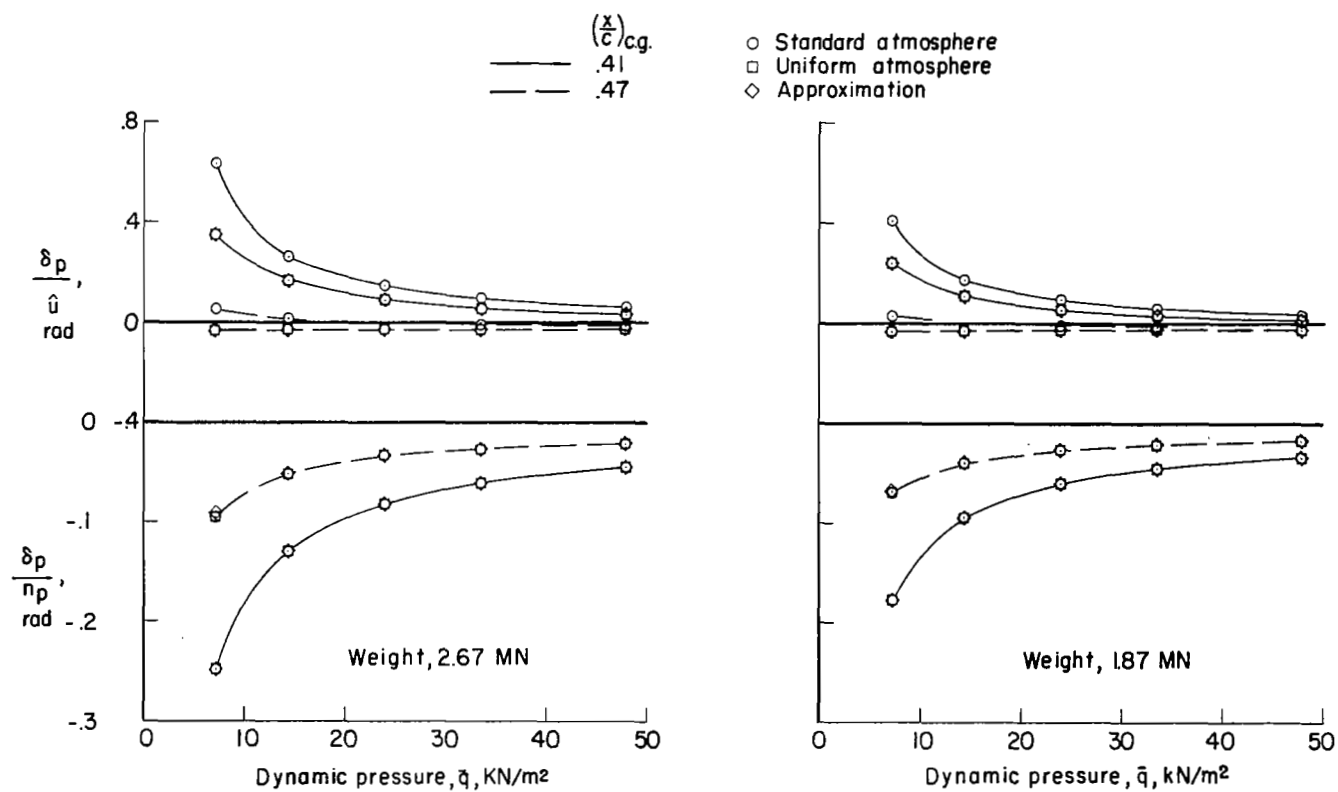 (x/c)c.g.
.41
.47
Standard atmosphere
Uniform atmosphere
Approximation
.8
.4
0
-.4
δp/û, rad
0
-.1
-.2
-.3
δp/np, rad
Weight, 2.67 MN
0 10 20 30 40 50
Dynamic pressure, q̄, KN/m2
Weight, 1.87 MN
0 10 20 30 40 50
Dynamic pressure, q̄, kN/m2